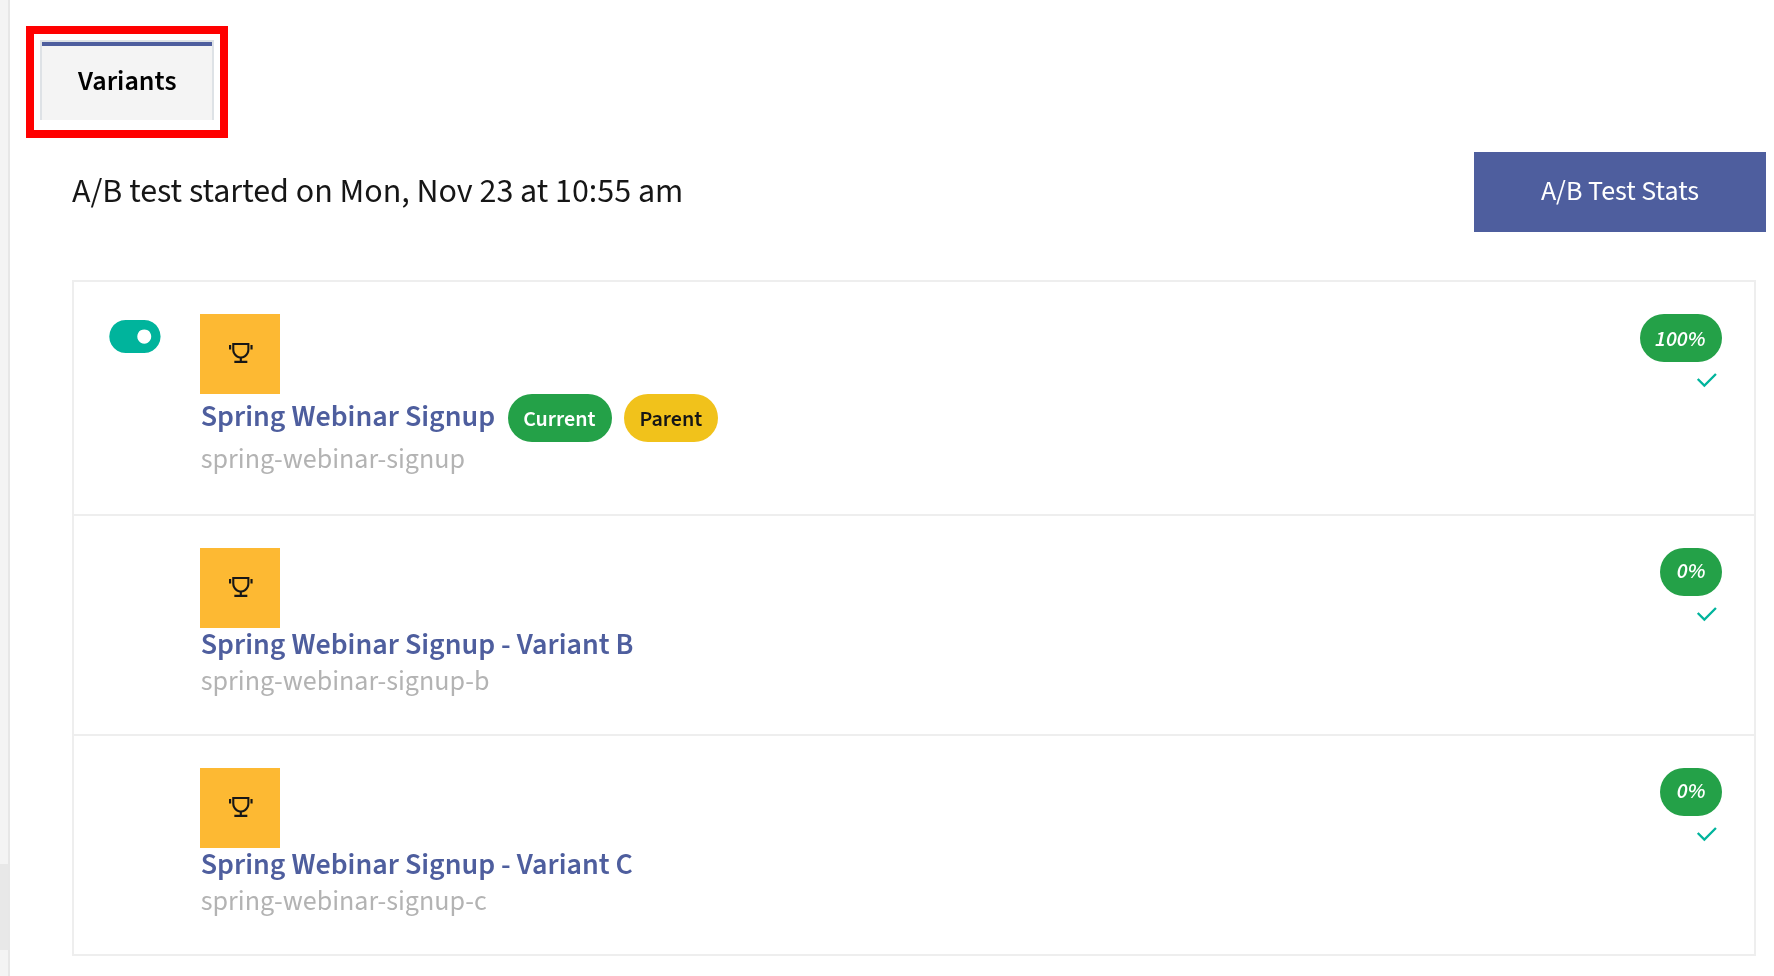 Variants
A/B test started on Mon, Nov 23 at 10:55 am
A/B Test Stats
100%
Spring Webinar Signup Current Parent
spring-webinar-signup
0%
Spring Webinar Signup - Variant B
spring-webinar-signup-b
0%
Spring Webinar Signup - Variant C
spring-webinar-signup-c